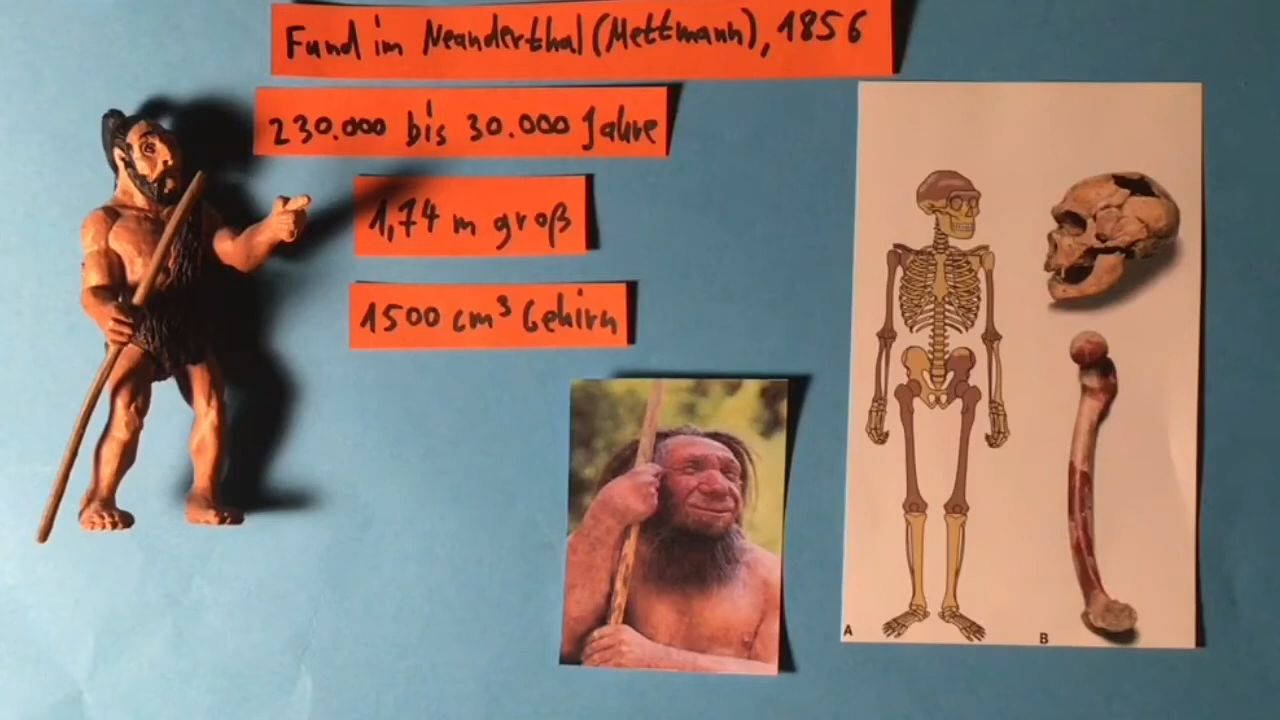 Fund im Neanderthal (Mettmann), 1856
230.000 bis 30.000 Jahre
1,74 m groß
1500 cm³ Gehirn
A
B